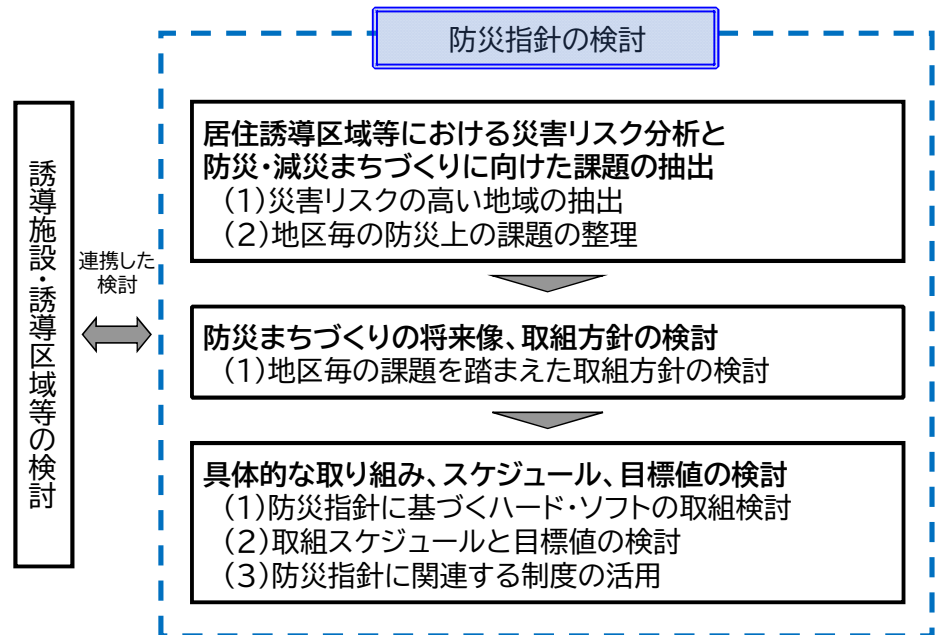 防災指針の検討
誘導施設・誘導区域等の検討
連携した
検討
居住誘導区域等における災害リスク分析と
防災・減災まちづくりに向けた課題の抽出
(1)災害リスクの高い地域の抽出
(2)地区毎の防災上の課題の整理
防災まちづくりの将来像、取組方針の検討
(1)地区毎の課題を踏まえた取組方針の検討
具体的な取り組み、スケジュール、目標値の検討
(1)防災指針に基づくハード・ソフトの取組検討
(2)取組スケジュールと目標値の検討
(3)防災指針に関連する制度の活用